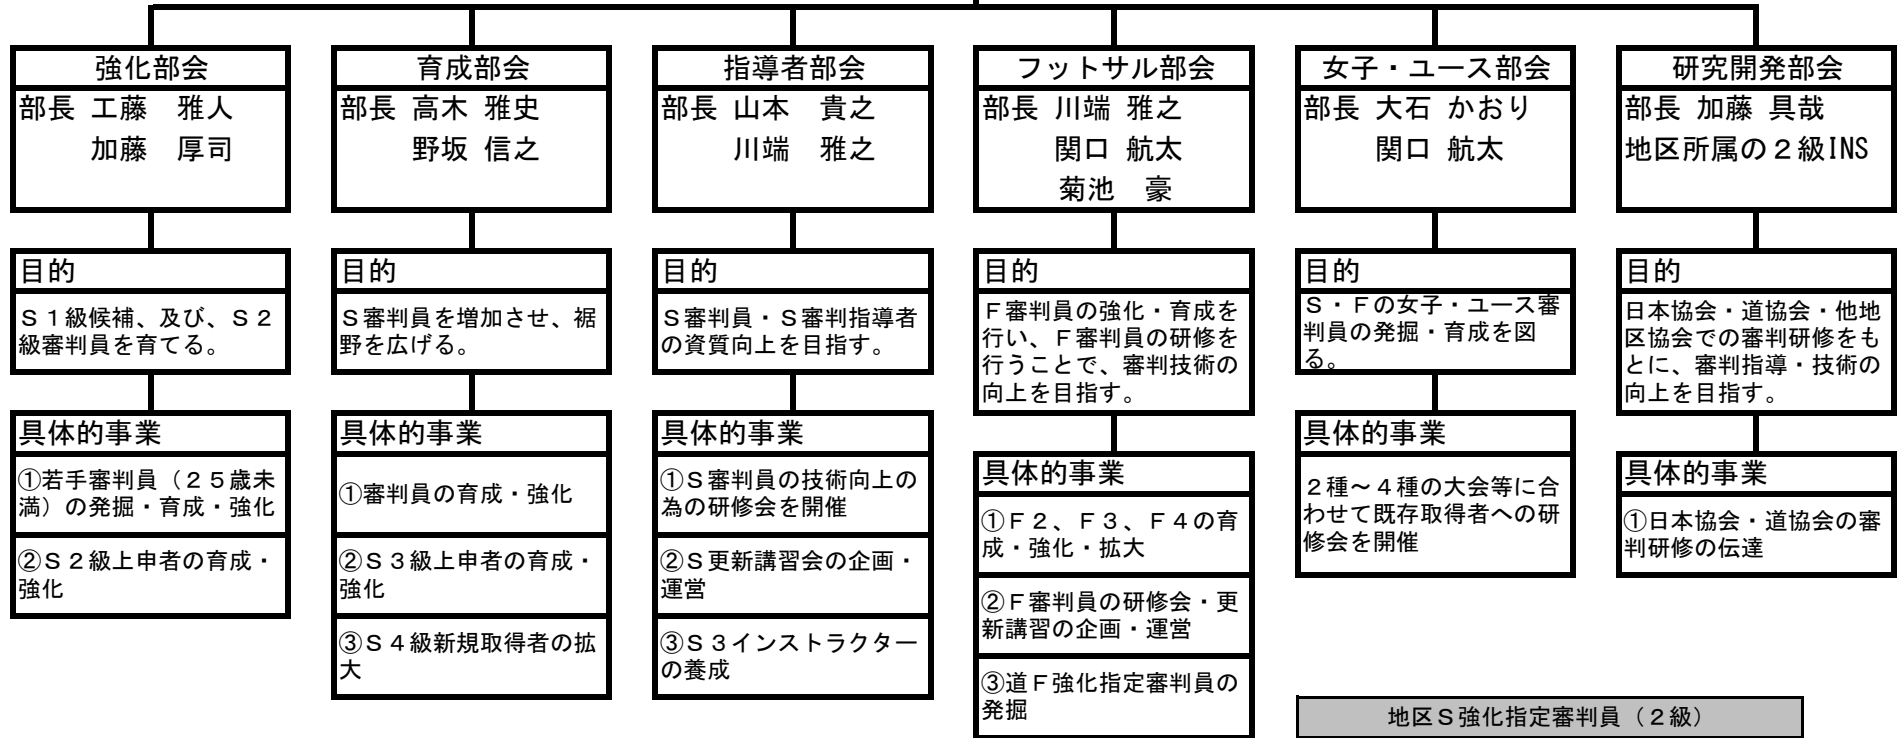 強化部会
部長 工藤　雅人
加藤　厚司
目的
Ｓ１級候補、及び、Ｓ２
級審判員を育てる。
具体的事業
①若手審判員（２５歳未
満）の発掘・育成・強化
②Ｓ２級上申者の育成・
強化
育成部会
部長 高木 雅史
野坂 信之
目的
Ｓ審判員を増加させ、裾
野を広げる。
具体的事業
①審判員の育成・強化
②Ｓ３級上申者の育成・
強化
③Ｓ４級新規取得者の拡
大
指導者部会
部長 山本　貴之
川端　雅之
目的
Ｓ審判員・Ｓ審判指導者
の資質向上を目指す。
具体的事業
①Ｓ審判員の技術向上の
為の研修会を開催
②Ｓ更新講習会の企画・
運営
③Ｓ３インストラクター
の養成
フットサル部会
部長 川端 雅之
関口 航太
菊池　豪
目的
Ｆ審判員の強化・育成を
行い、Ｆ審判員の研修を
行うことで、審判技術の
向上を目指す。
具体的事業
①Ｆ２、Ｆ３、Ｆ４の育
成・強化・拡大
②Ｆ審判員の研修会・更
新講習の企画・運営
③道Ｆ強化指定審判員の
発掘
女子・ユース部会
部長 大石 かおり
関口 航太
目的
Ｓ・Ｆの女子・ユース審
判員の発掘・育成を図
る。
具体的事業
２種～４種の大会等に合
わせて既存取得者への研
修会を開催
研究開発部会
部長 加藤 具哉
地区所属の２級INS
目的
日本協会・道協会・他地
区協会での審判研修をも
とに、審判指導・技術の
向上を目指す。
具体的事業
①日本協会・道協会の審
判研修の伝達
地区Ｓ強化指定審判員（２級）